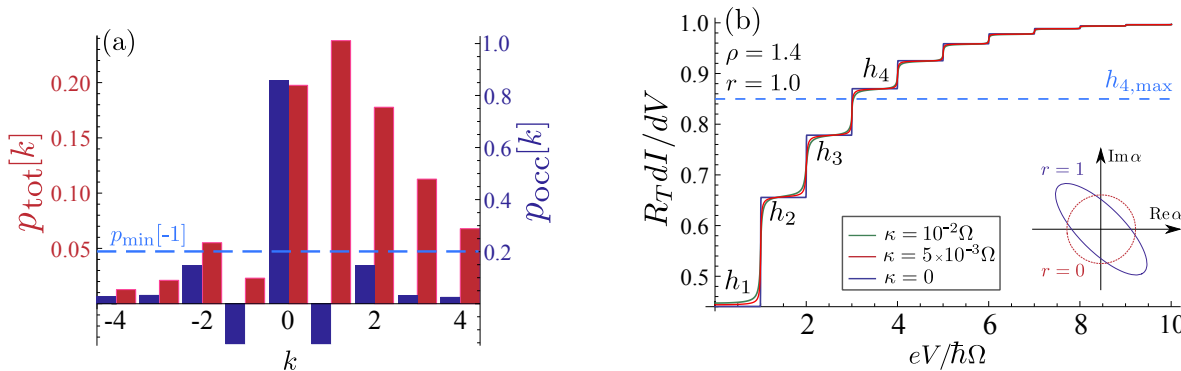 (a)
p_tot[k]
0.20
0.15
0.10
0.05
p_min[-1]
1.0
0.8
0.6
0.4
0.2
p_occ[k]
-4 -2 0 2 4
k
(b)
R_T dI/dV
1.0
0.9
0.8
0.7
0.6
0.5
ρ = 1.4
r = 1.0
h_1
h_2
h_3
h_4
h_{4,max}
κ = 10^{-2}Ω
κ = 5×10^{-3}Ω
κ = 0
Im α
r = 1
Re α
r = 0
2 4 6 8 10
eV/ħΩ